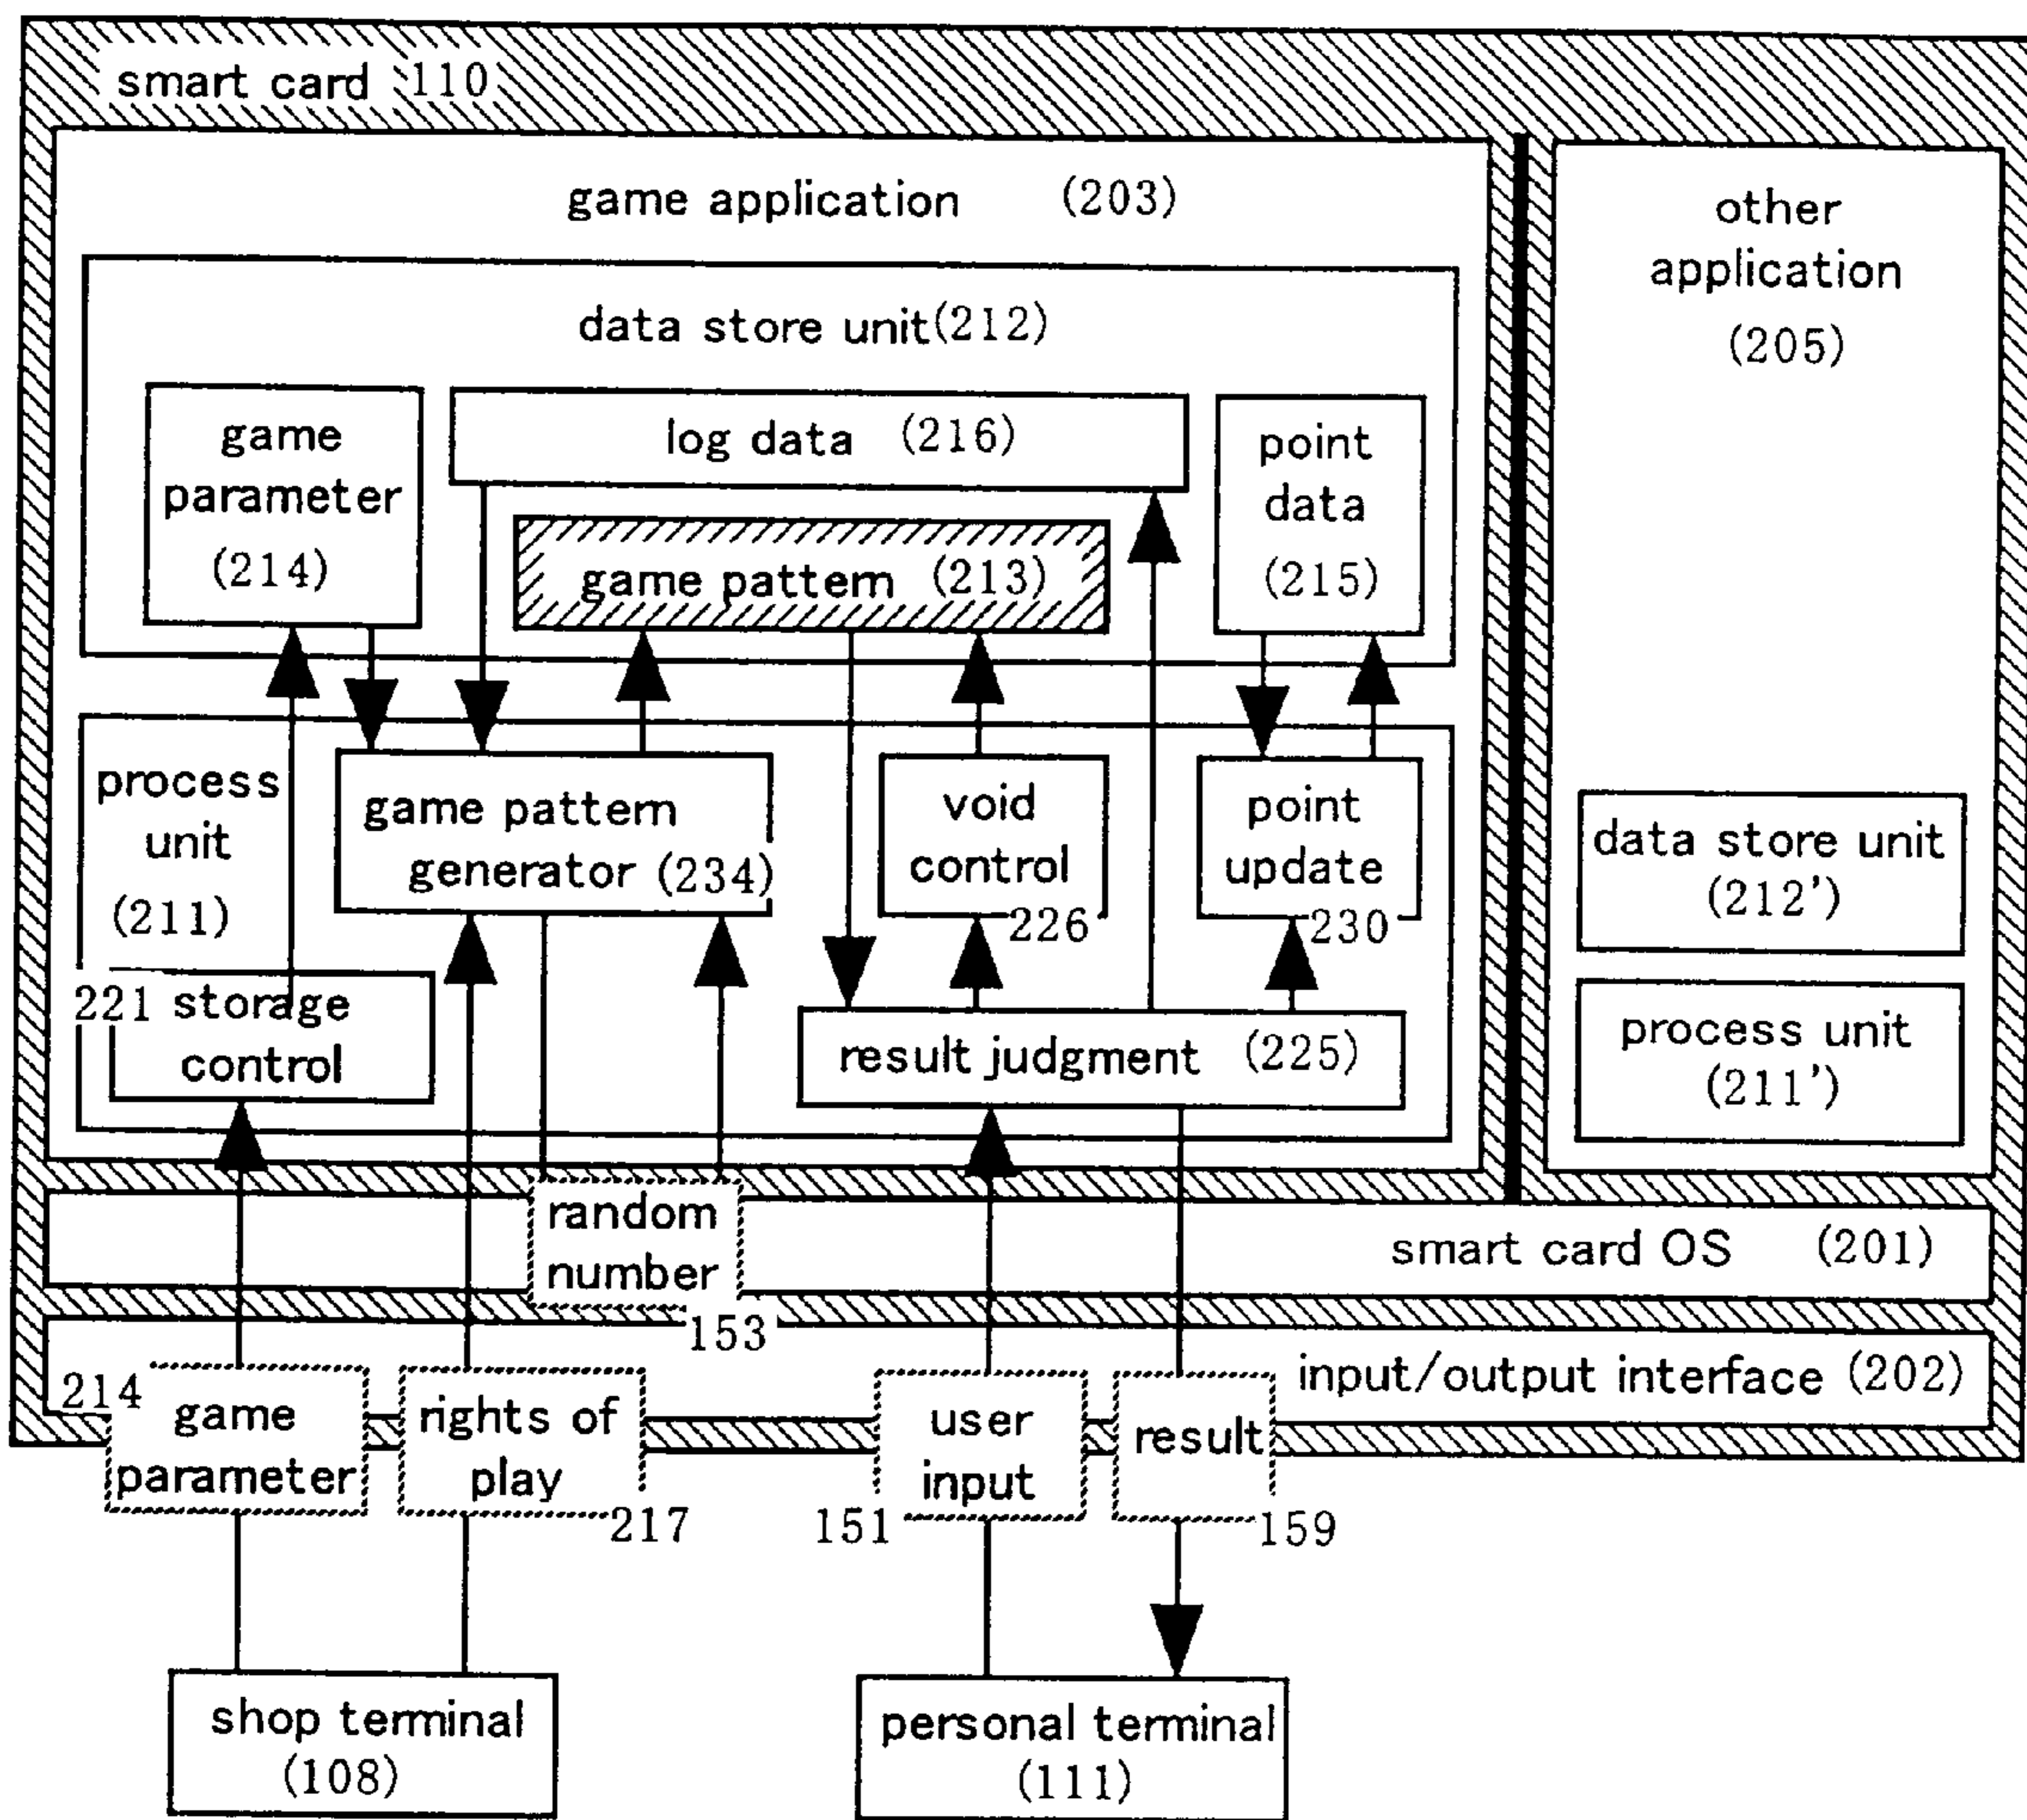 smart card 110
game application (203)
other
application
(205)
data store unit(212)
game
parameter
(214)
log data (216)
point
data
(215)
game pattern (213)
process
unit
(211)
game pattern
generator (234)
void
control
226
point
update
230
data store unit
(212')
process unit
(211')
221 storage
control
result judgment (225)
random
number
153
smart card OS (201)
input/output interface (202)
214
game
parameter
rights of
play
217
user
input
151
result
159
shop terminal
(108)
personal terminal
(111)